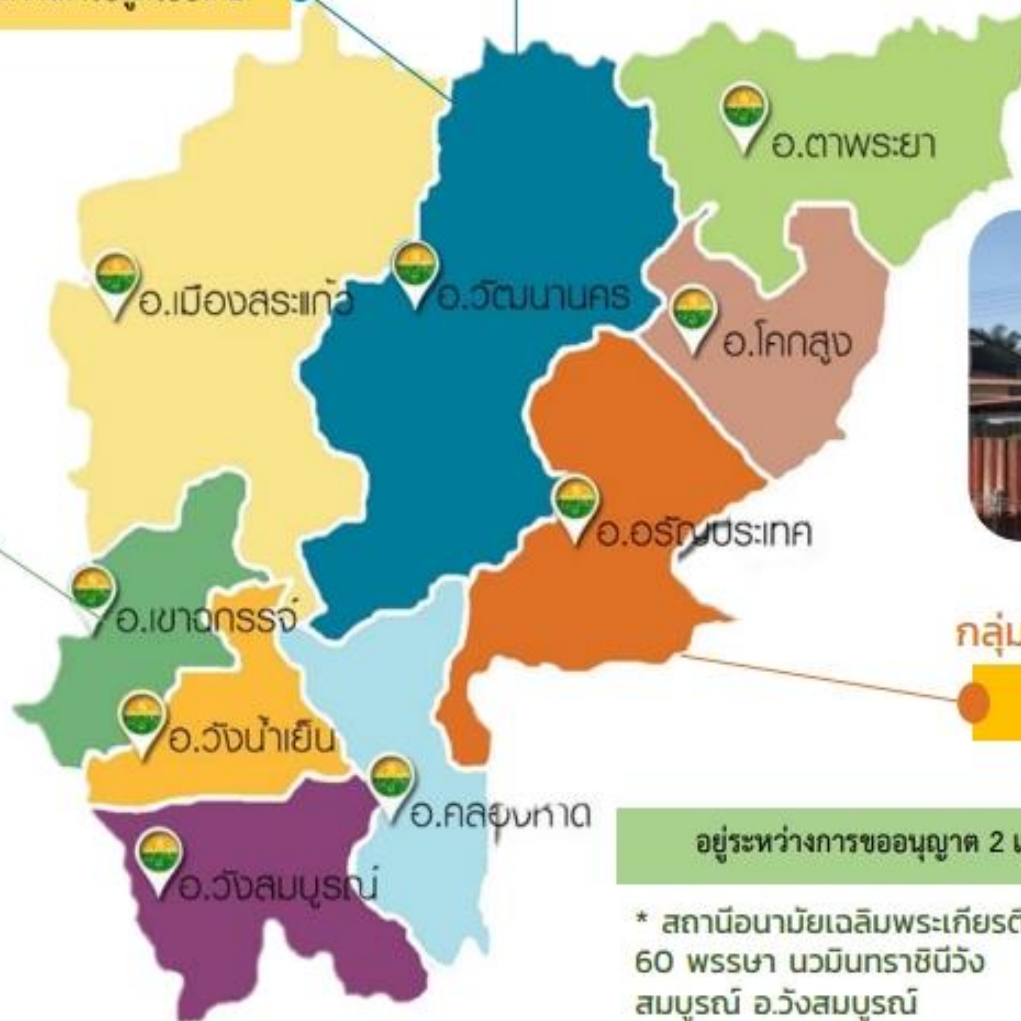 อ.ตาพระยา
อ.เมืองสระแก้ว
อ.วัฒนานคร
อ.โคกสูง
อ.อรัญประเทศ
อ.เขาฉกรรจ์
กลุ่ม
อ.วังน้ำเย็น
อ.คลองหาด
อยู่ระหว่างการขออนุญาต 2
อ.วังสมบูรณ์
* สถานีอนามัยเฉลิมพระเกียรติ
60 พรรษา นวมินทราชินีวัง
สมบูรณ์ อ.วังสมบูรณ์